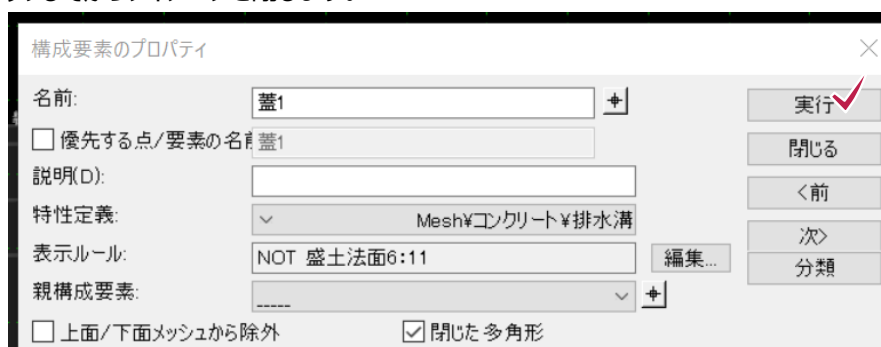 構成要素のプロパティ
名前:
蓋1
実行
優先する点/要素の名前
蓋1
閉じる
説明(D):
<前
特性定義:
Mesh¥コンクリート¥排水溝
次>
表示ルール:
NOT 盛土法面6:11
編集...
分類
親構成要素:
-----
上面/下面メッシュから除外
閉じた多角形